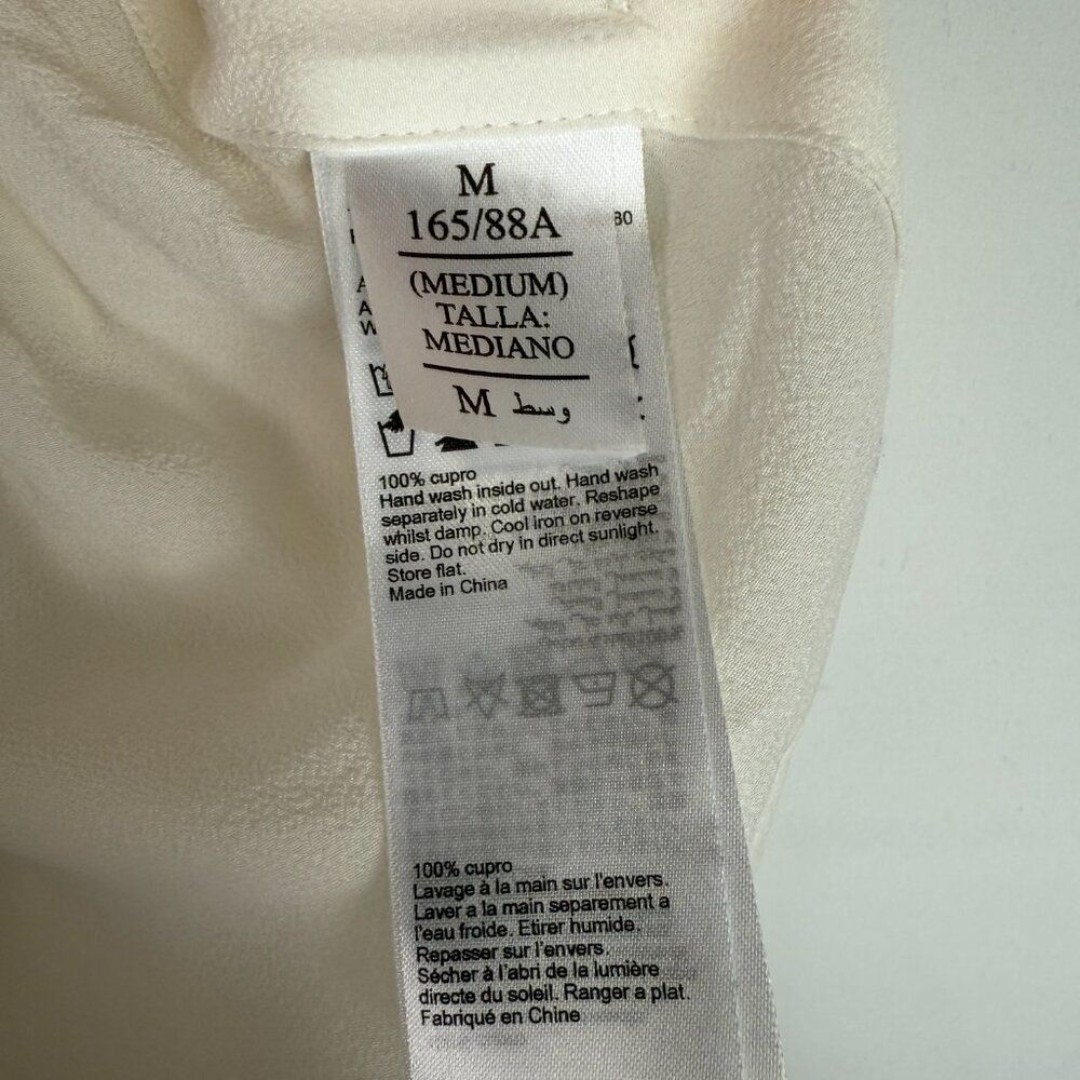 M
165/88A
(MEDIUM)
TALLA:
MEDIANO
M وسط
80
A
A
W
100% cupro
Hand wash inside out. Hand wash
separately in cold water. Reshape
whilst damp. Cool iron on reverse
side. Do not dry in direct sunlight.
Store flat.
Made in China
100% cupro
Lavage à la main sur l'envers.
Laver a la main separement a
l'eau froide. Etirer humide.
Repasser sur l'envers.
Sécher à l'abri de la lumière
directe du soleil. Ranger a plat.
Fabriqué en Chine